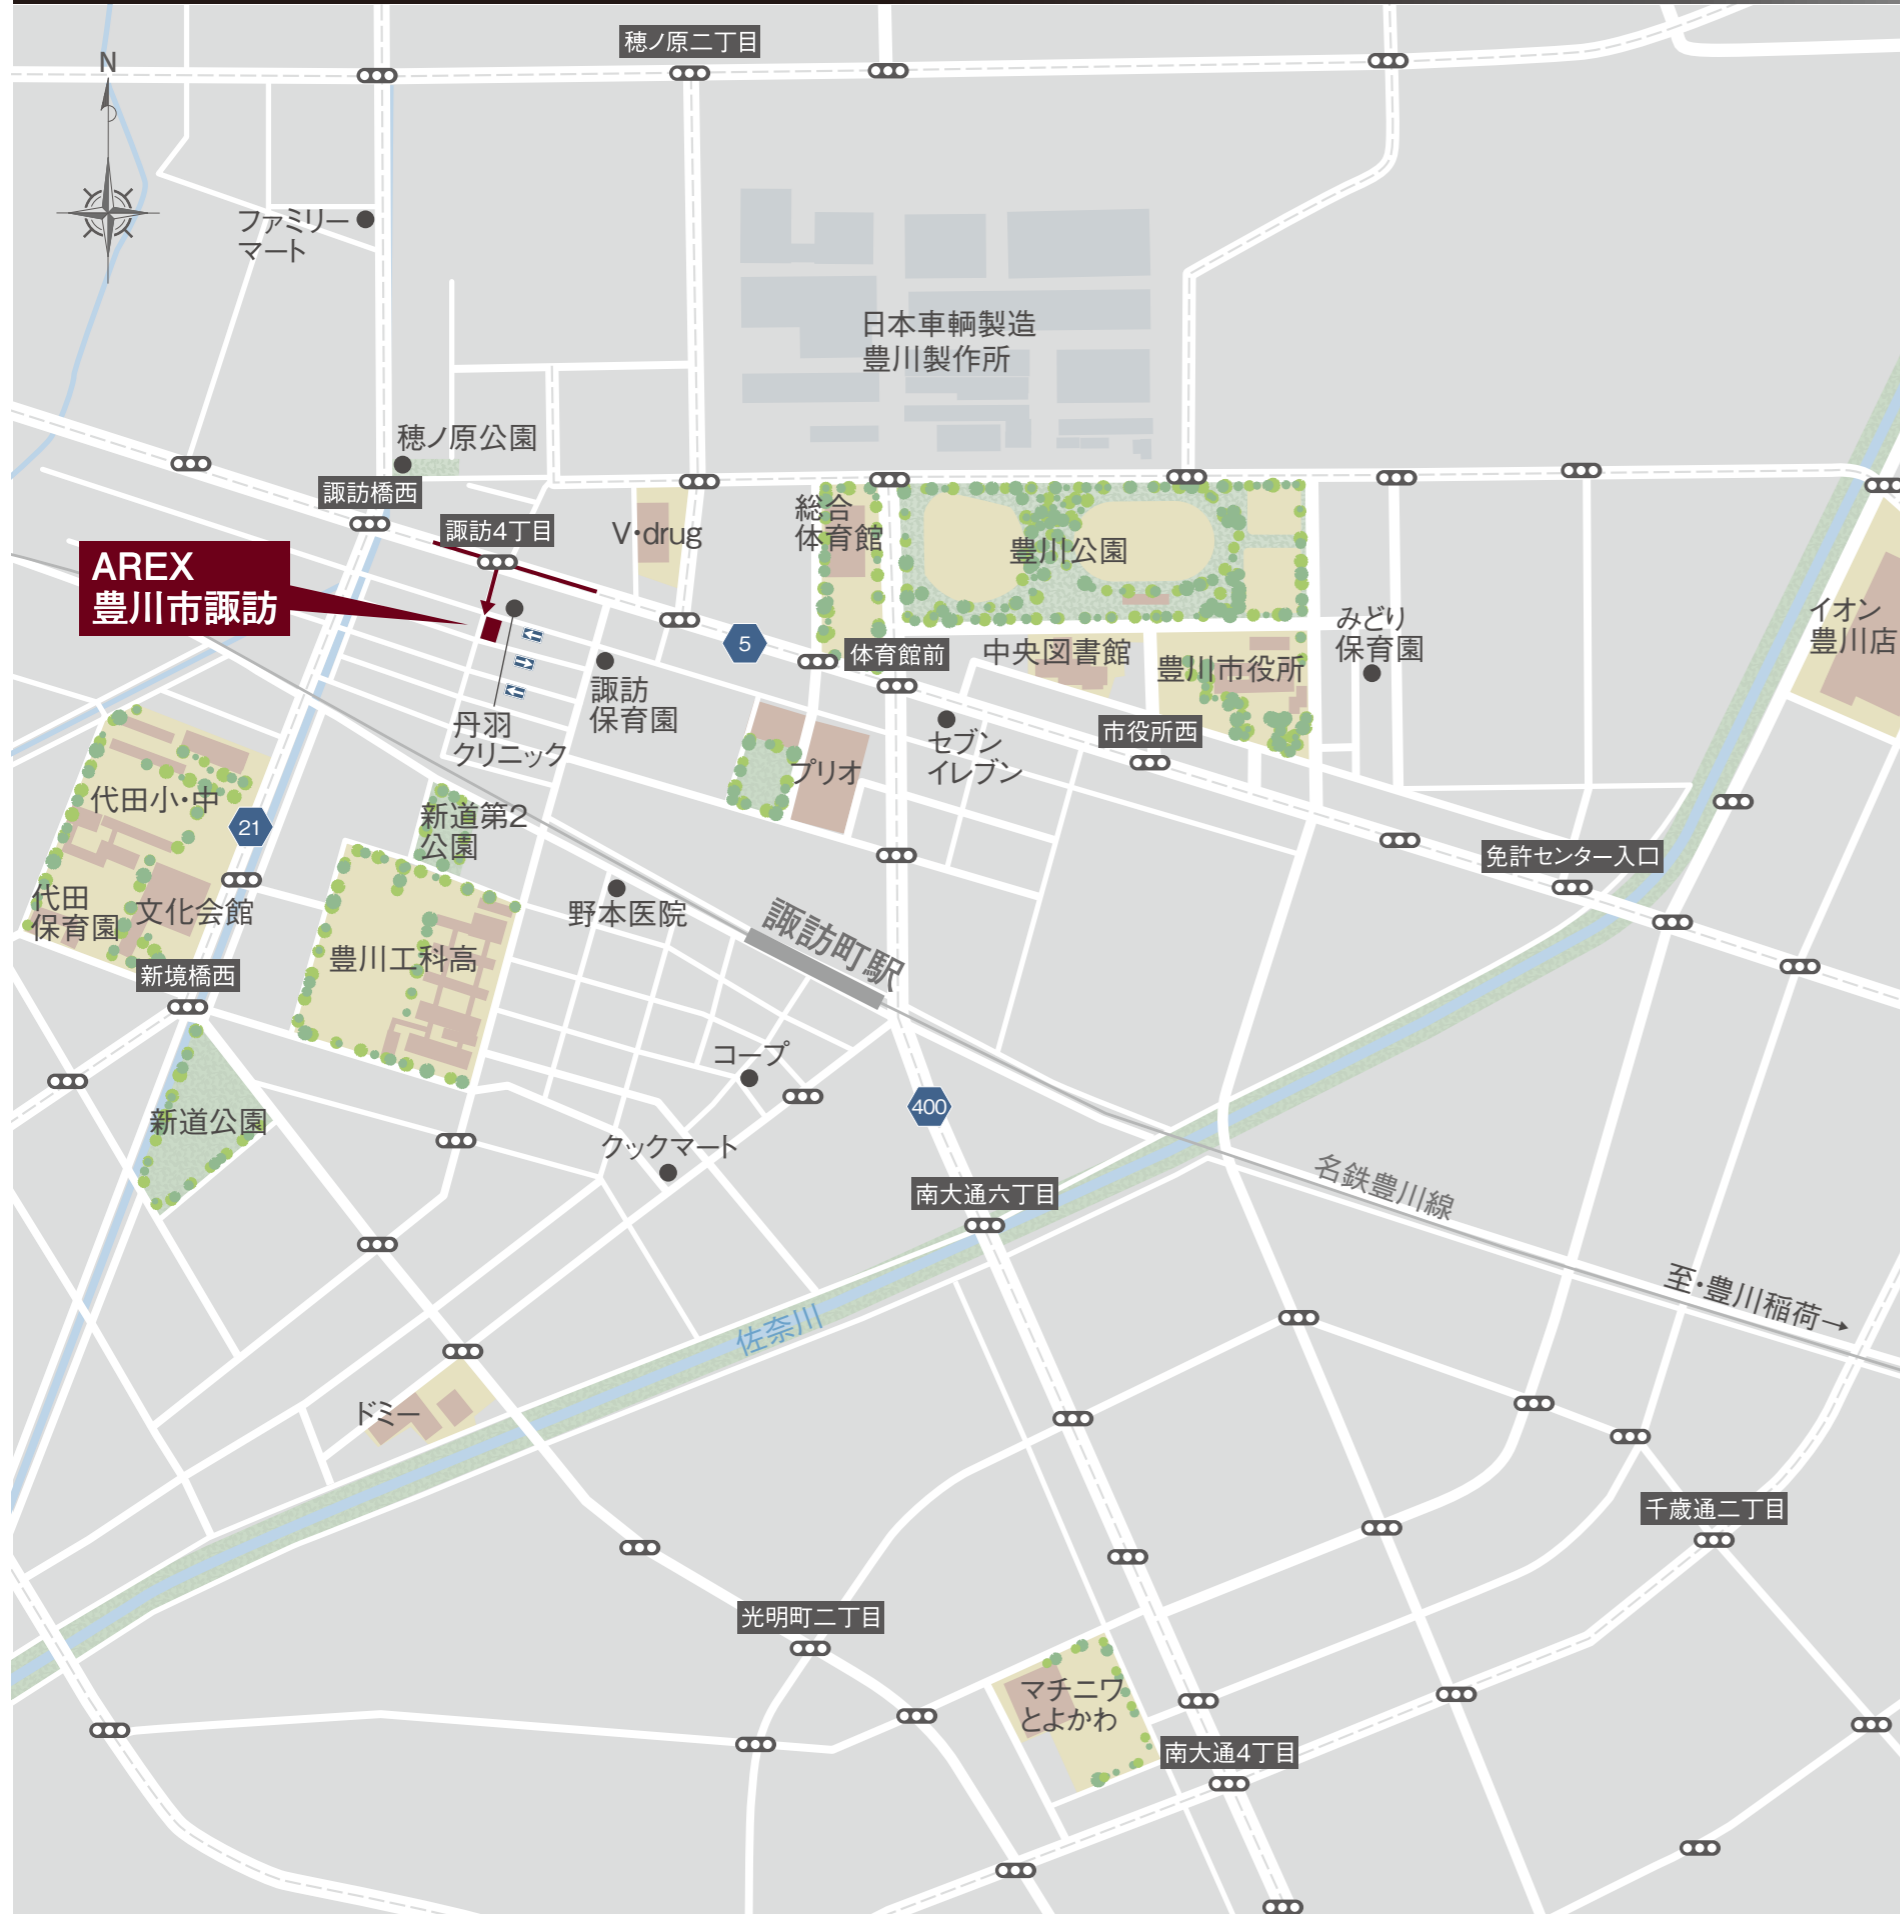 穂ノ原二丁目
N
ファミリー
マート
日本車輌製造
豊川製作所
穂ノ原公園
諏訪橋西
諏訪4丁目
V・drug
総合
体育館
豊川公園
AREX
豊川市諏訪
みどり
保育園
イオン
豊川店
5
体育館前
中央図書館
豊川市役所
諏訪
保育園
丹羽
クリニック
市役所西
セブン
イレブン
プリオ
代田小・中
21
新道第2
公園
免許センター入口
代田
保育園
文化会館
野本医院
諏訪町駅
豊川工科高
新境橋西
コープ
400
新道公園
クックマート
名鉄豊川線
南大通六丁目
至・豊川稲荷→
佐奈川
ドミー
千歳通二丁目
光明町二丁目
マチニワ
とよかわ
南大通4丁目